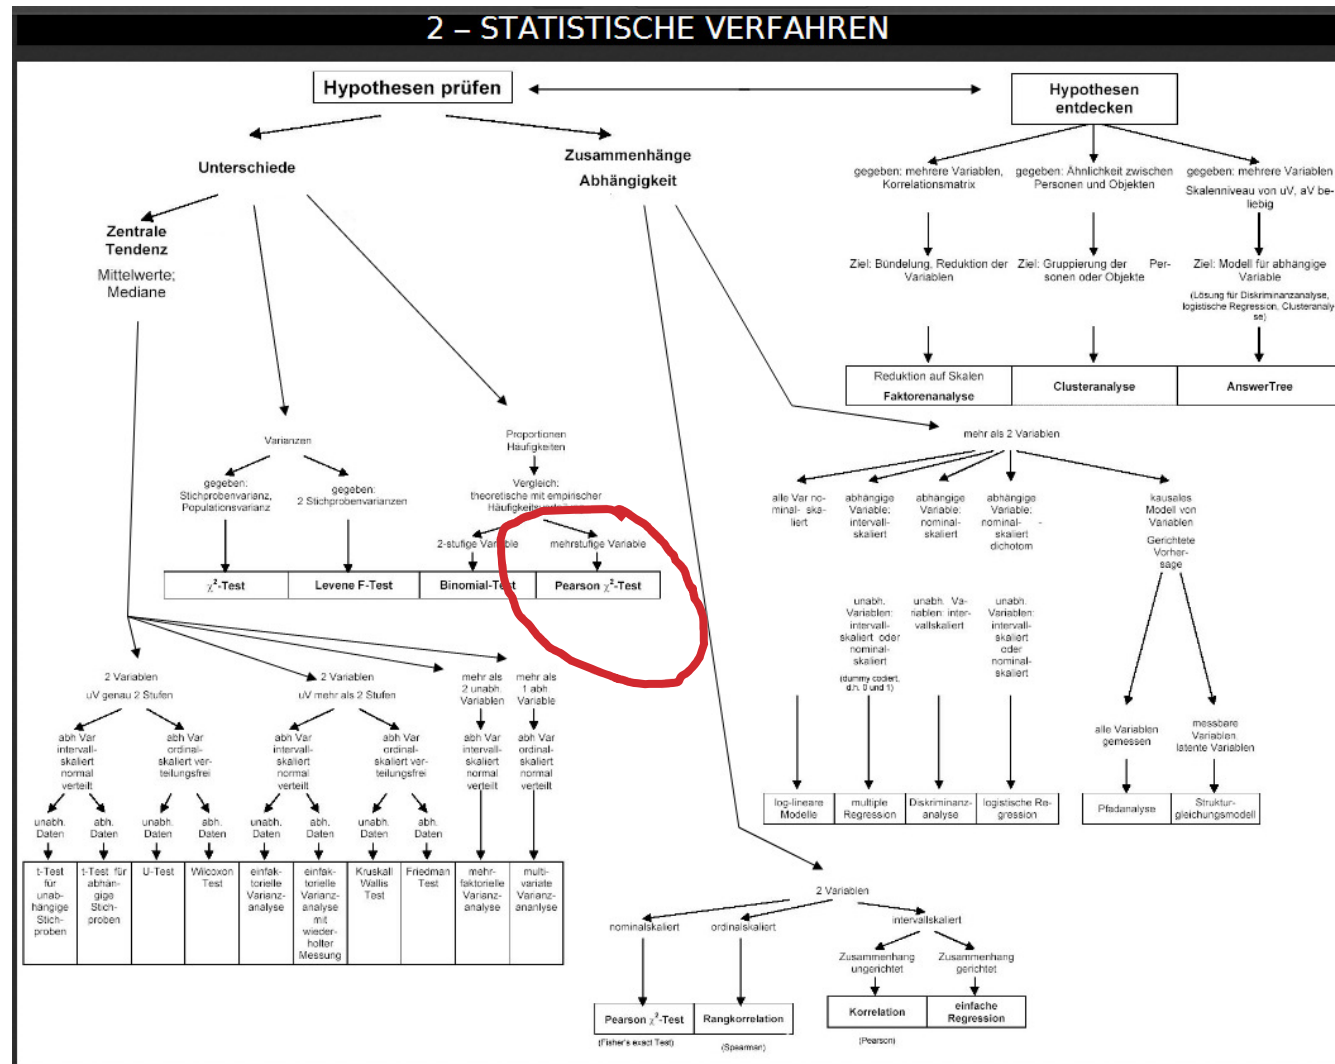 2 – STATISTISCHE VERFAHREN
Hypothesen prüfen
Hypothesen
entdecken
Unterschiede
Zusammenhänge
Abhängigkeit
gegeben: mehrere Variablen,
Korrelationsmatrix
gegeben: Ähnlichkeit zwischen
Personen und Objekten
gegeben: mehrere Variablen
Skalenniveau von uV, aV be-
liebig
Zentrale
Tendenz
Mittelwerte;
Mediane
Ziel: Bündelung, Reduktion der
Variablen
Ziel: Gruppierung der Per-
sonen oder Objekte
Ziel: Modell für abhängige
Variable
(Lösung für Diskriminanzanalyse,
logistische Regression, Clusteranaly-
se)
Reduktion auf Skalen
Faktorenanalyse
Clusteranalyse
AnswerTree
Varianzen
Proportionen
Häufigkeiten
gegeben:
Stichprobenvarianz,
Populationsvarianz
gegeben:
2 Stichprobenvarianzen
Vergleich:
theoretische mit empirischer
2-stufige Variable
mehrstufige Variable
χ²-Test
Levene F-Test
Binomial-Test
Pearson χ²-Test
mehr als 2 Variablen
alle Var no-
minal- ska-
liert
abhängige
Variable:
intervall-
skaliert
abhängige
Variable:
nominal-
skaliert
abhängige
Variable:
nominal- -
skaliert
dichotom
kausales
Modell von
Variablen
Gerichtete
Vorher-
sage
unabh.
Variablen:
intervall-
skaliert oder
nominal-
skaliert
(dummy codiert,
d.h. 0 und 1)
unabh. Va-
riablen: inter-
vallskaliert
unabh.
Variablen:
intervall-
skaliert
oder
nominal-
skaliert
alle Variablen
gemessen
messbare
Variablen
latente Variablen
log-lineare
Modelle
multiple
Regression
Diskriminanz-
analyse
logistische Re-
gression
Pfadanalyse
Struktur-
gleichungsmodell
2 Variablen
uV genau 2 Stufen
2 Variablen
uV mehr als 2 Stufen
mehr als
2 unabh.
Variablen
mehr als
1 abh.
Variable
abh Var
intervall-
skaliert
normal
verteilt
abh Var
ordinal-
skaliert ver-
teilungsfrei
abh Var
intervall-
skaliert
normal
verteilt
abh Var
ordinal-
skaliert ver-
teilungsfrei
abh Var
intervall-
skaliert
normal
verteilt
abh Var
ordinal-
skaliert
normal
verteilt
unabh.
Daten
abh.
Daten
unabh.
Daten
abh.
Daten
unabh.
Daten
abh.
Daten
unabh.
Daten
abh.
Daten
t-Test
für
unab-
hängige
Stich-
proben
t-Test für
abhän-
gige
Stich-
proben
U-Test
Wilcoxon
Test
einfak-
torielle
Varianz-
analyse
einfak-
torielle
Varianz-
analyse
mit
wieder-
holter
Messung
Kruskall
Wallis
Test
Friedman
Test
mehr-
faktorielle
Varianz-
analyse
multi-
variate
Varianz-
ananlyse
2 Variablen
nominalskaliert
ordinalskaliert
intervallskaliert
Zusammenhang
ungerichtet
Zusammenhang
gerichtet
Pearson χ²-Test
(Fisher's exact Test)
Rangkorrelation
(Spearman)
Korrelation
(Pearson)
einfache
Regression